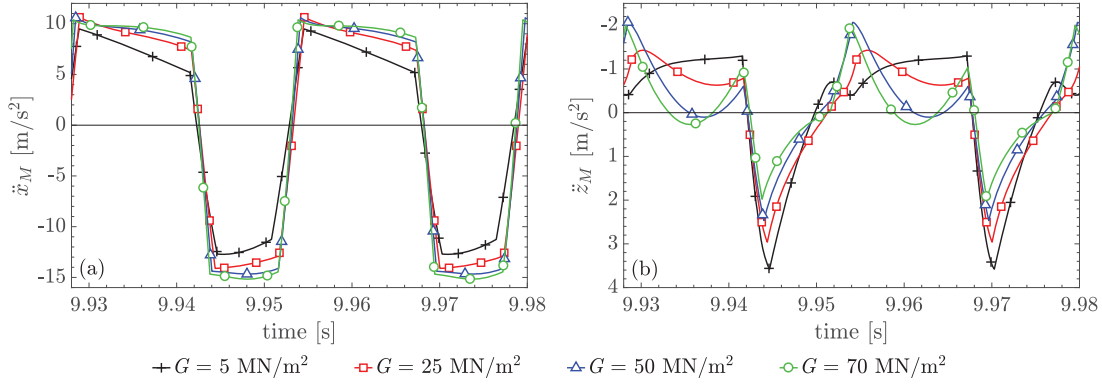 10
5
0
-5
-10
-15
ẍ_M [m/s²]
(a)
9.93 9.94 9.95 9.96 9.97 9.98
time [s]
-2
-1
0
1
2
3
4
z̈_M [m/s²]
(b)
9.93 9.94 9.95 9.96 9.97 9.98
time [s]
G = 5 MN/m² G = 25 MN/m² G = 50 MN/m² G = 70 MN/m²